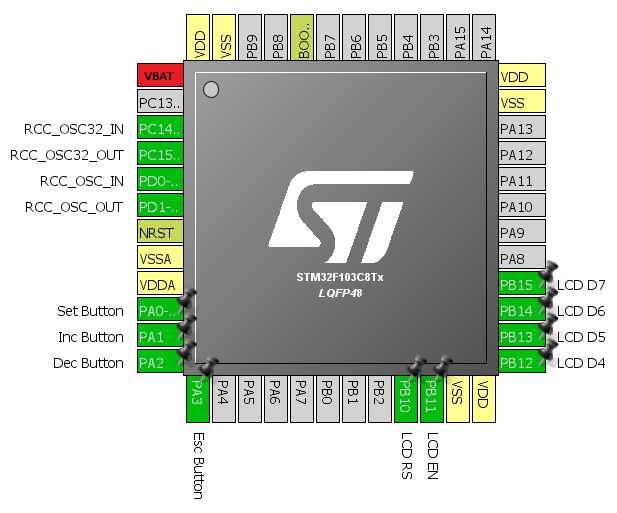 VDD
VSS
PB9
PB8
BOO..
PB7
PB6
PB5
PB4
PB3
PA15
PA14
VBAT
PC13..
RCC_OSC32_IN PC14..
RCC_OSC32_OUT PC15..
RCC_OSC_IN PD0-..
RCC_OSC_OUT PD1-..
NRST
VSSA
VDDA
Set Button PA0-..
Inc Button PA1
Dec Button PA2
ST
STM32F103C8Tx
LQFP48
VDD
VSS
PA13
PA12
PA11
PA10
PA9
PA8
PB15 LCD D7
PB14 LCD D6
PB13 LCD D5
PB12 LCD D4
PA3
PA4
PA5
PA6
PA7
PB0
PB1
PB2
PB10
PB11
VSS
VDD
Esc Button
LCD RS
LCD EN